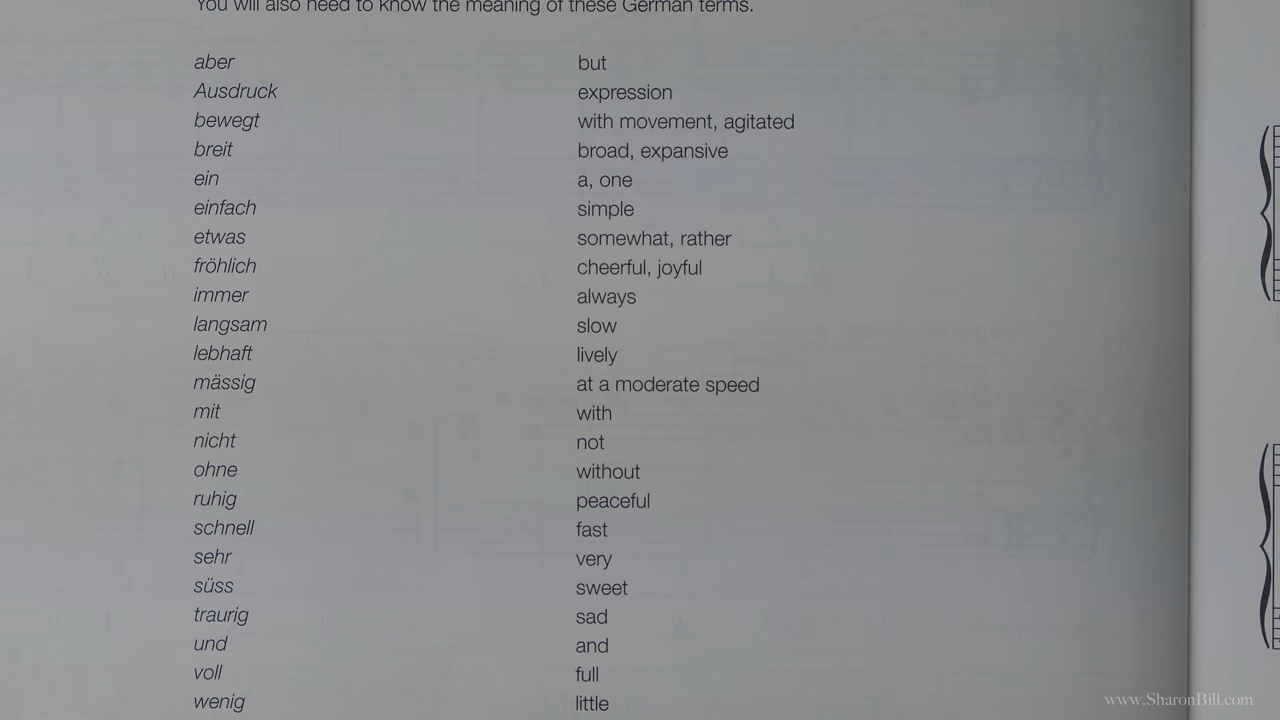 You will also need to know the meaning of these German terms.
aber but
Ausdruck expression
bewegt with movement, agitated
breit broad, expansive
ein a, one
einfach simple
etwas somewhat, rather
fröhlich cheerful, joyful
immer always
langsam slow
lebhaft lively
mässig at a moderate speed
mit with
nicht not
ohne without
ruhig peaceful
schnell fast
sehr very
süss sweet
traurig sad
und and
voll full
wenig little
www.SharonBill.com